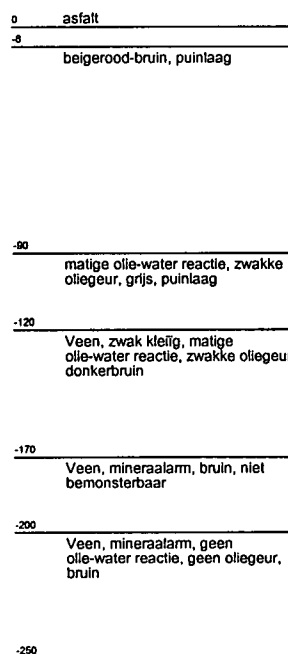 0 asfalt
-8
beigerood-bruin, puinlaag
-90
matige olie-water reactie, zwakke
oliegeur, grijs, puinlaag
-120
Veen, zwak kleiïg, matige
olie-water reactie, zwakke oliegeur
donkerbruin
-170
Veen, mineraalarm, bruin, niet
bemonsterbaar
-200
Veen, mineraalarm, geen
olie-water reactie, geen oliegeur,
bruin
-250